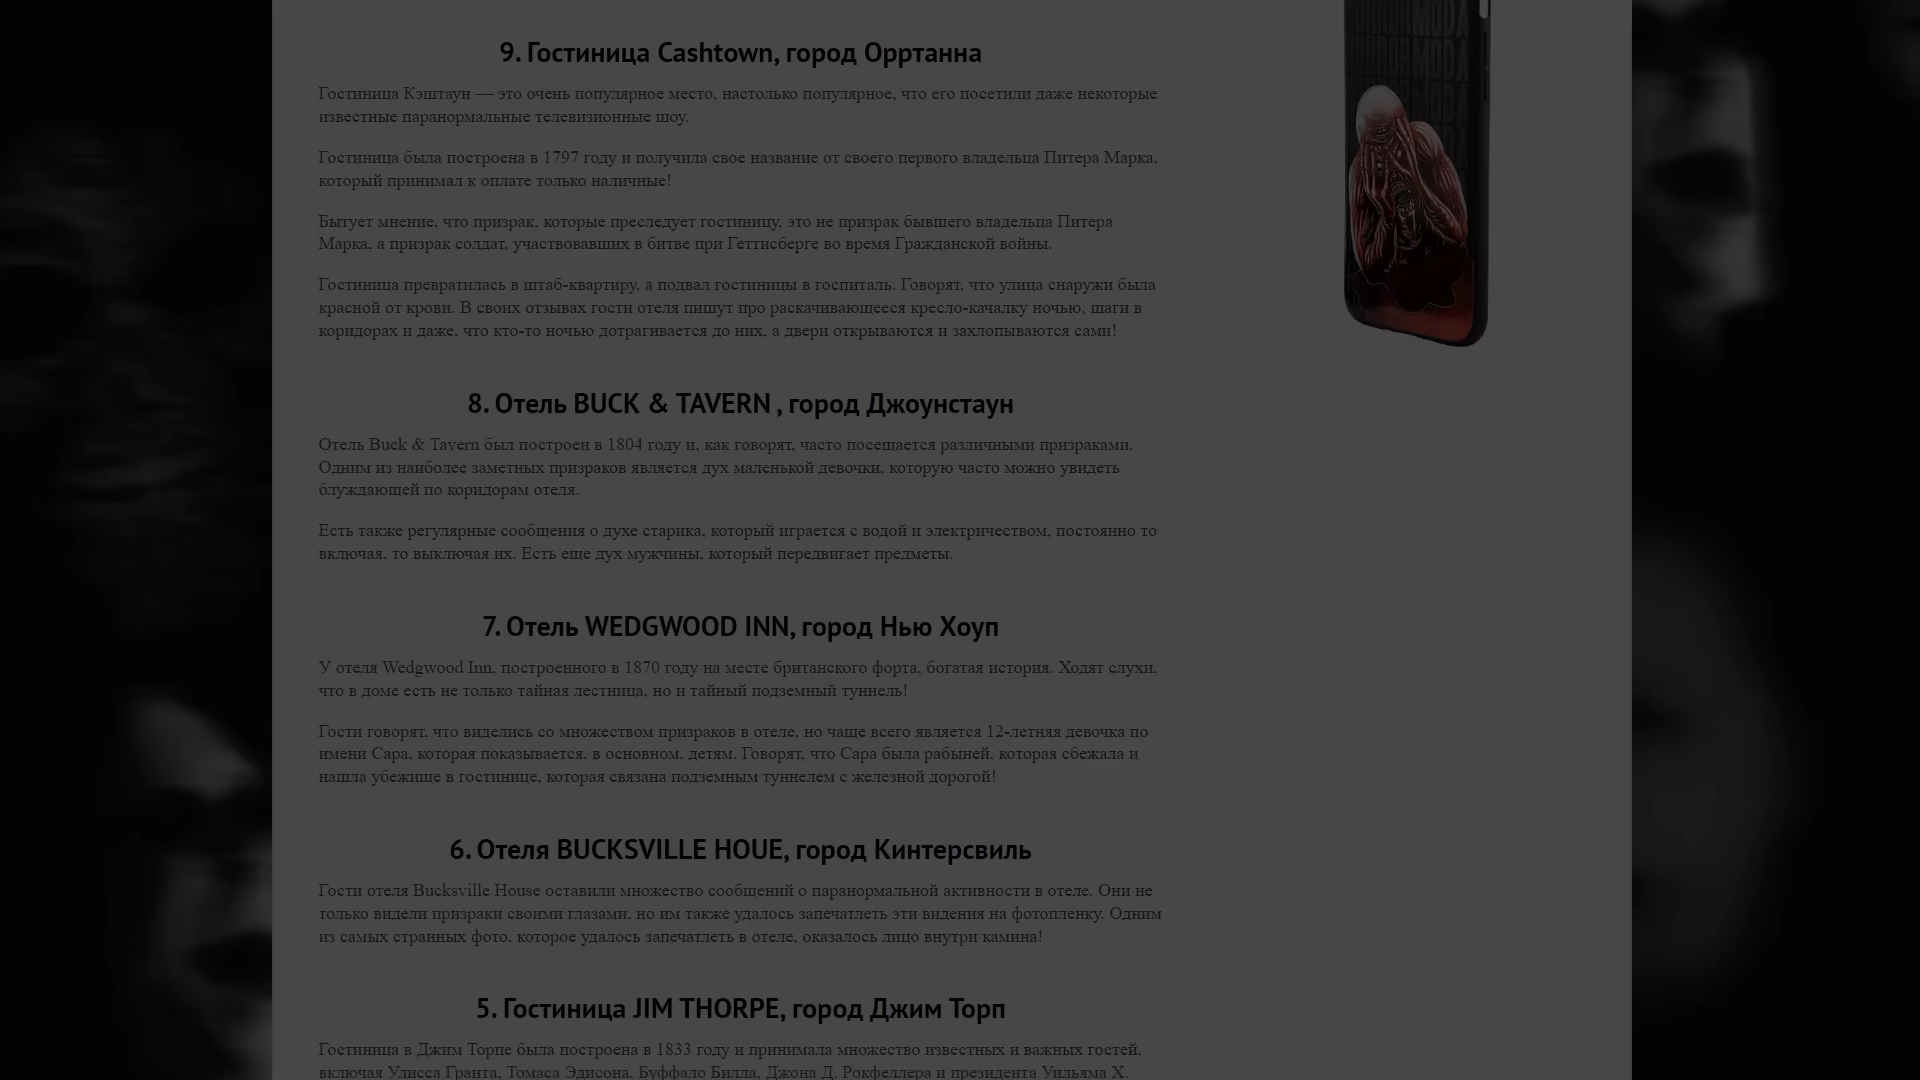 9. Гостиница Cashtown, город Орртанна
Гостиница Кэштаун — это очень популярное место, настолько популярное, что его посетили даже некоторые
известные паранормальные телевизионные шоу.
Гостиница была построена в 1797 году и получила свое название от своего первого владельца Питера Марка,
который принимал к оплате только наличные!
Бытует мнение, что призрак, которые преследует гостиницу, это не призрак бывшего владельца Питера
Марка, а призрак солдат, участвовавших в битве при Геттисберге во время Гражданской войны.
Гостиница превратилась в штаб-квартиру, а подвал гостиницы в госпиталь. Говорят, что улица снаружи была
красной от крови. В своих отзывах гости отеля пишут про раскачивающееся кресло-качалку ночью, шаги в
коридорах и даже, что кто-то ночью дотрагивается до них, а двери открываются и захлопываются сами!
8. Отель BUCK & TAVERN , город Джоунстаун
Отель Buck & Tavern был построен в 1804 году и, как говорят, часто посещается различными призраками.
Одним из наиболее заметных призраков является дух маленькой девочки, которую часто можно увидеть
блуждающей по коридорам отеля.
Есть также регулярные сообщения о духе старика, который играется с водой и электричеством, постоянно то
включая, то выключая их. Есть еще дух мужчины, который передвигает предметы.
7. Отель WEDGWOOD INN, город Нью Хоуп
У отеля Wedgwood Inn, построенного в 1870 году на месте британского форта, богатая история. Ходят слухи,
что в доме есть не только тайная лестница, но и тайный подземный туннель!
Гости говорят, что виделись со множеством призраков в отеле, но чаще всего является 12-летняя девочка по
имени Сара, которая показывается, в основном, детям. Говорят, что Сара была рабыней, которая сбежала и
нашла убежище в гостинице, которая связана подземным туннелем с железной дорогой!
6. Отеля BUCKSVILLE HOUE, город Кинтерсвиль
Гости отеля Bucksville House оставили множество сообщений о паранормальной активности в отеле. Они не
только видели призраки своими глазами, но им также удалось запечатлеть эти видения на фотопленку. Одним
из самых странных фото, которое удалось запечатлеть в отеле, оказалось лицо внутри камина!
5. Гостиница JIM THORPE, город Джим Торп
Гостиница в Джим Торпе была построена в 1833 году и принимала множество известных и важных гостей,
включая Улисса Гранта, Томаса Эдисона, Буффало Билла, Джона Д. Рокфеллера и президента Уильяма Х.